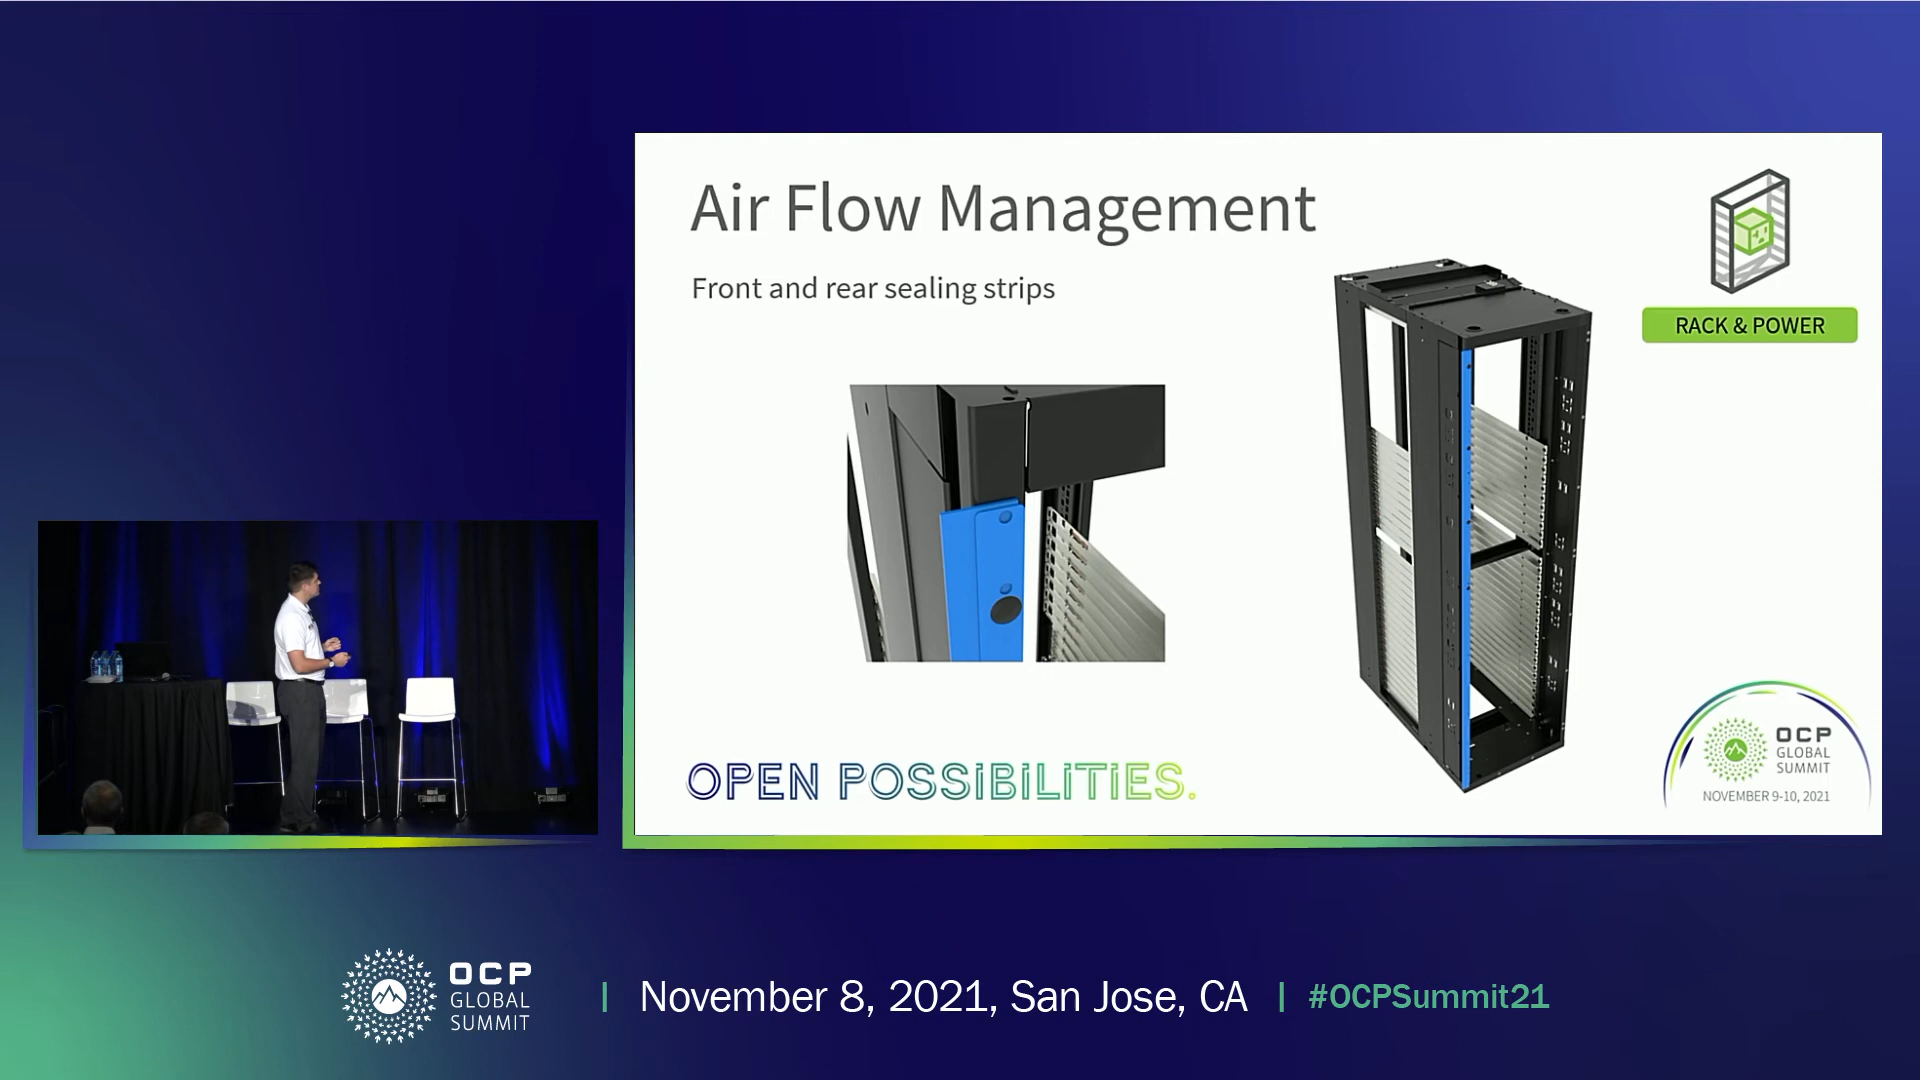 Air Flow Management
Front and rear sealing strips
RACK & POWER
OPEN POSSIBILITIES.
OCP
GLOBAL
SUMMIT
NOVEMBER 9-10, 2021
OCP
GLOBAL
SUMMIT
| November 8, 2021, San Jose, CA | #OCPSummit21